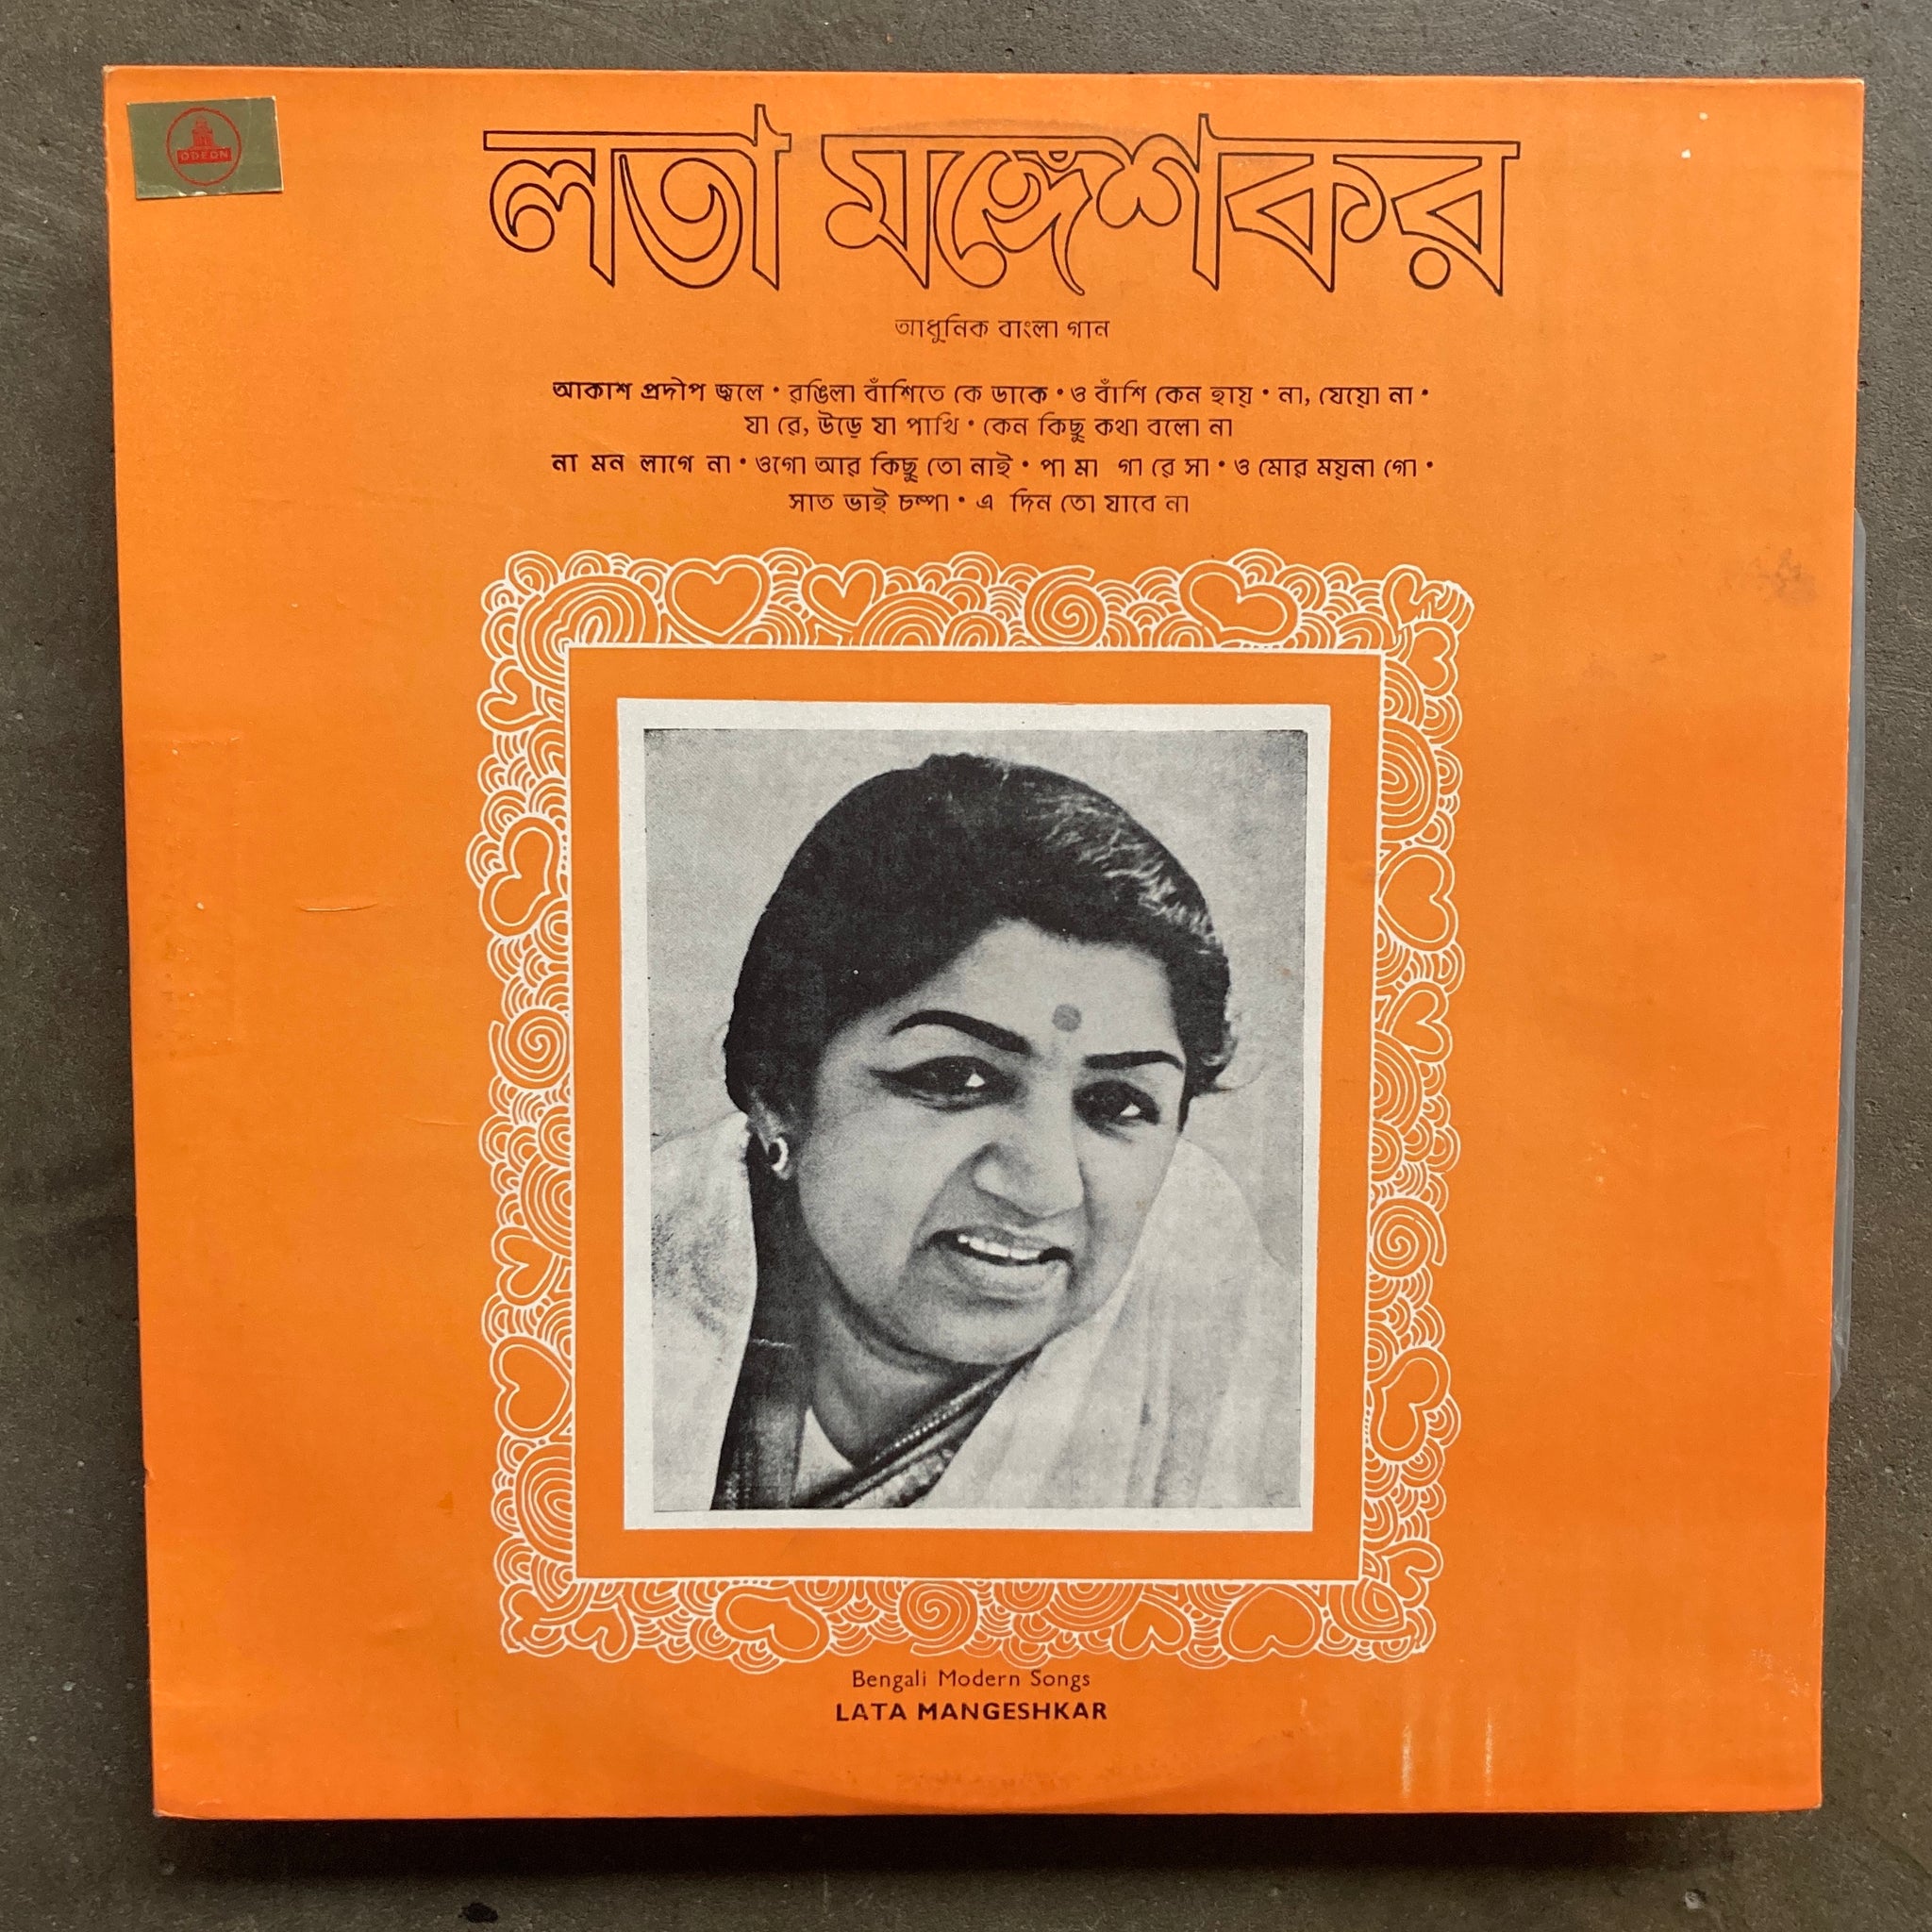 ODEON
লতা মঙ্গেশকর
আধুনিক বাংলা গান
আকাশ প্রদীপ জ্বলে • রঙিলা বাঁশিতে কে ডাকে • ও বাঁশি কেন হায় • না, যেয়ো না •
যা রে, উড়ে যা পাখি • কেন কিছু কথা বলো না
না মন লাগে না • ওগো আর কিছু তো নাই • পা মা গা রে সা • ও মোর ময়না গো •
সাত ভাই চম্পা • এ দিন তো যাবে না
Bengali Modern Songs
LATA MANGESHKAR